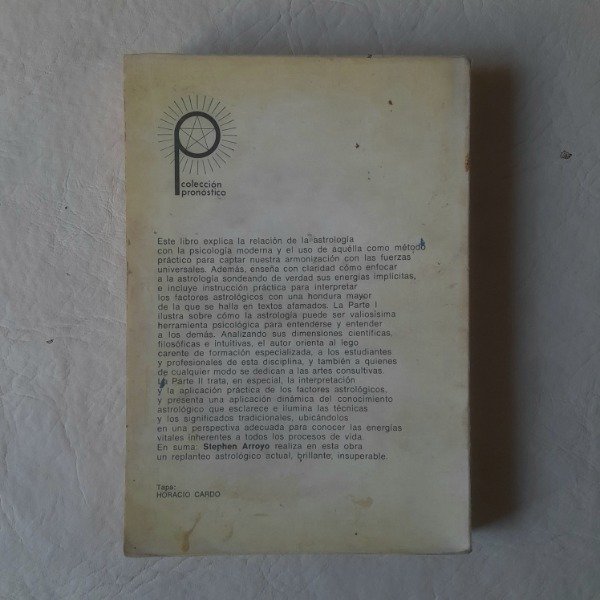 colección
pronóstico
Este libro explica la relación de la astrología
con la psicología moderna y el uso de aquélla como método
práctico para captar nuestra armonización con las fuerzas
universales. Además, enseña con claridad cómo enfocar
a la astrología sondeando de verdad sus energías implícitas,
e incluye instrucción práctica para interpretar
los factores astrológicos con una hondura mayor
de la que se halla en textos afamados. La Parte I
ilustra sobre cómo la astrología puede ser valiosísima
herramienta psicológica para entenderse y entender
a los demás. Analizando sus dimensiones científicas,
filosóficas e intuitivas, el autor orienta al lego
carente de formación especializada, a los estudiantes
y profesionales de esta disciplina, y también a quienes
de cualquier modo se dedican a las artes consultivas.
La Parte II trata, en especial, la interpretación
y la aplicación práctica de los factores astrológicos,
y presenta una aplicación dinámica del conocimiento
astrológico que esclarece e ilumina las técnicas
y los significados tradicionales, ubicándolos
en una perspectiva adecuada para conocer las energías
vitales inherentes a todos los procesos de vida.
En suma: Stephen Arroyo realiza en esta obra
un replanteo astrológico actual, brillante, insuperable.
Tapa:
HORACIO CARDO